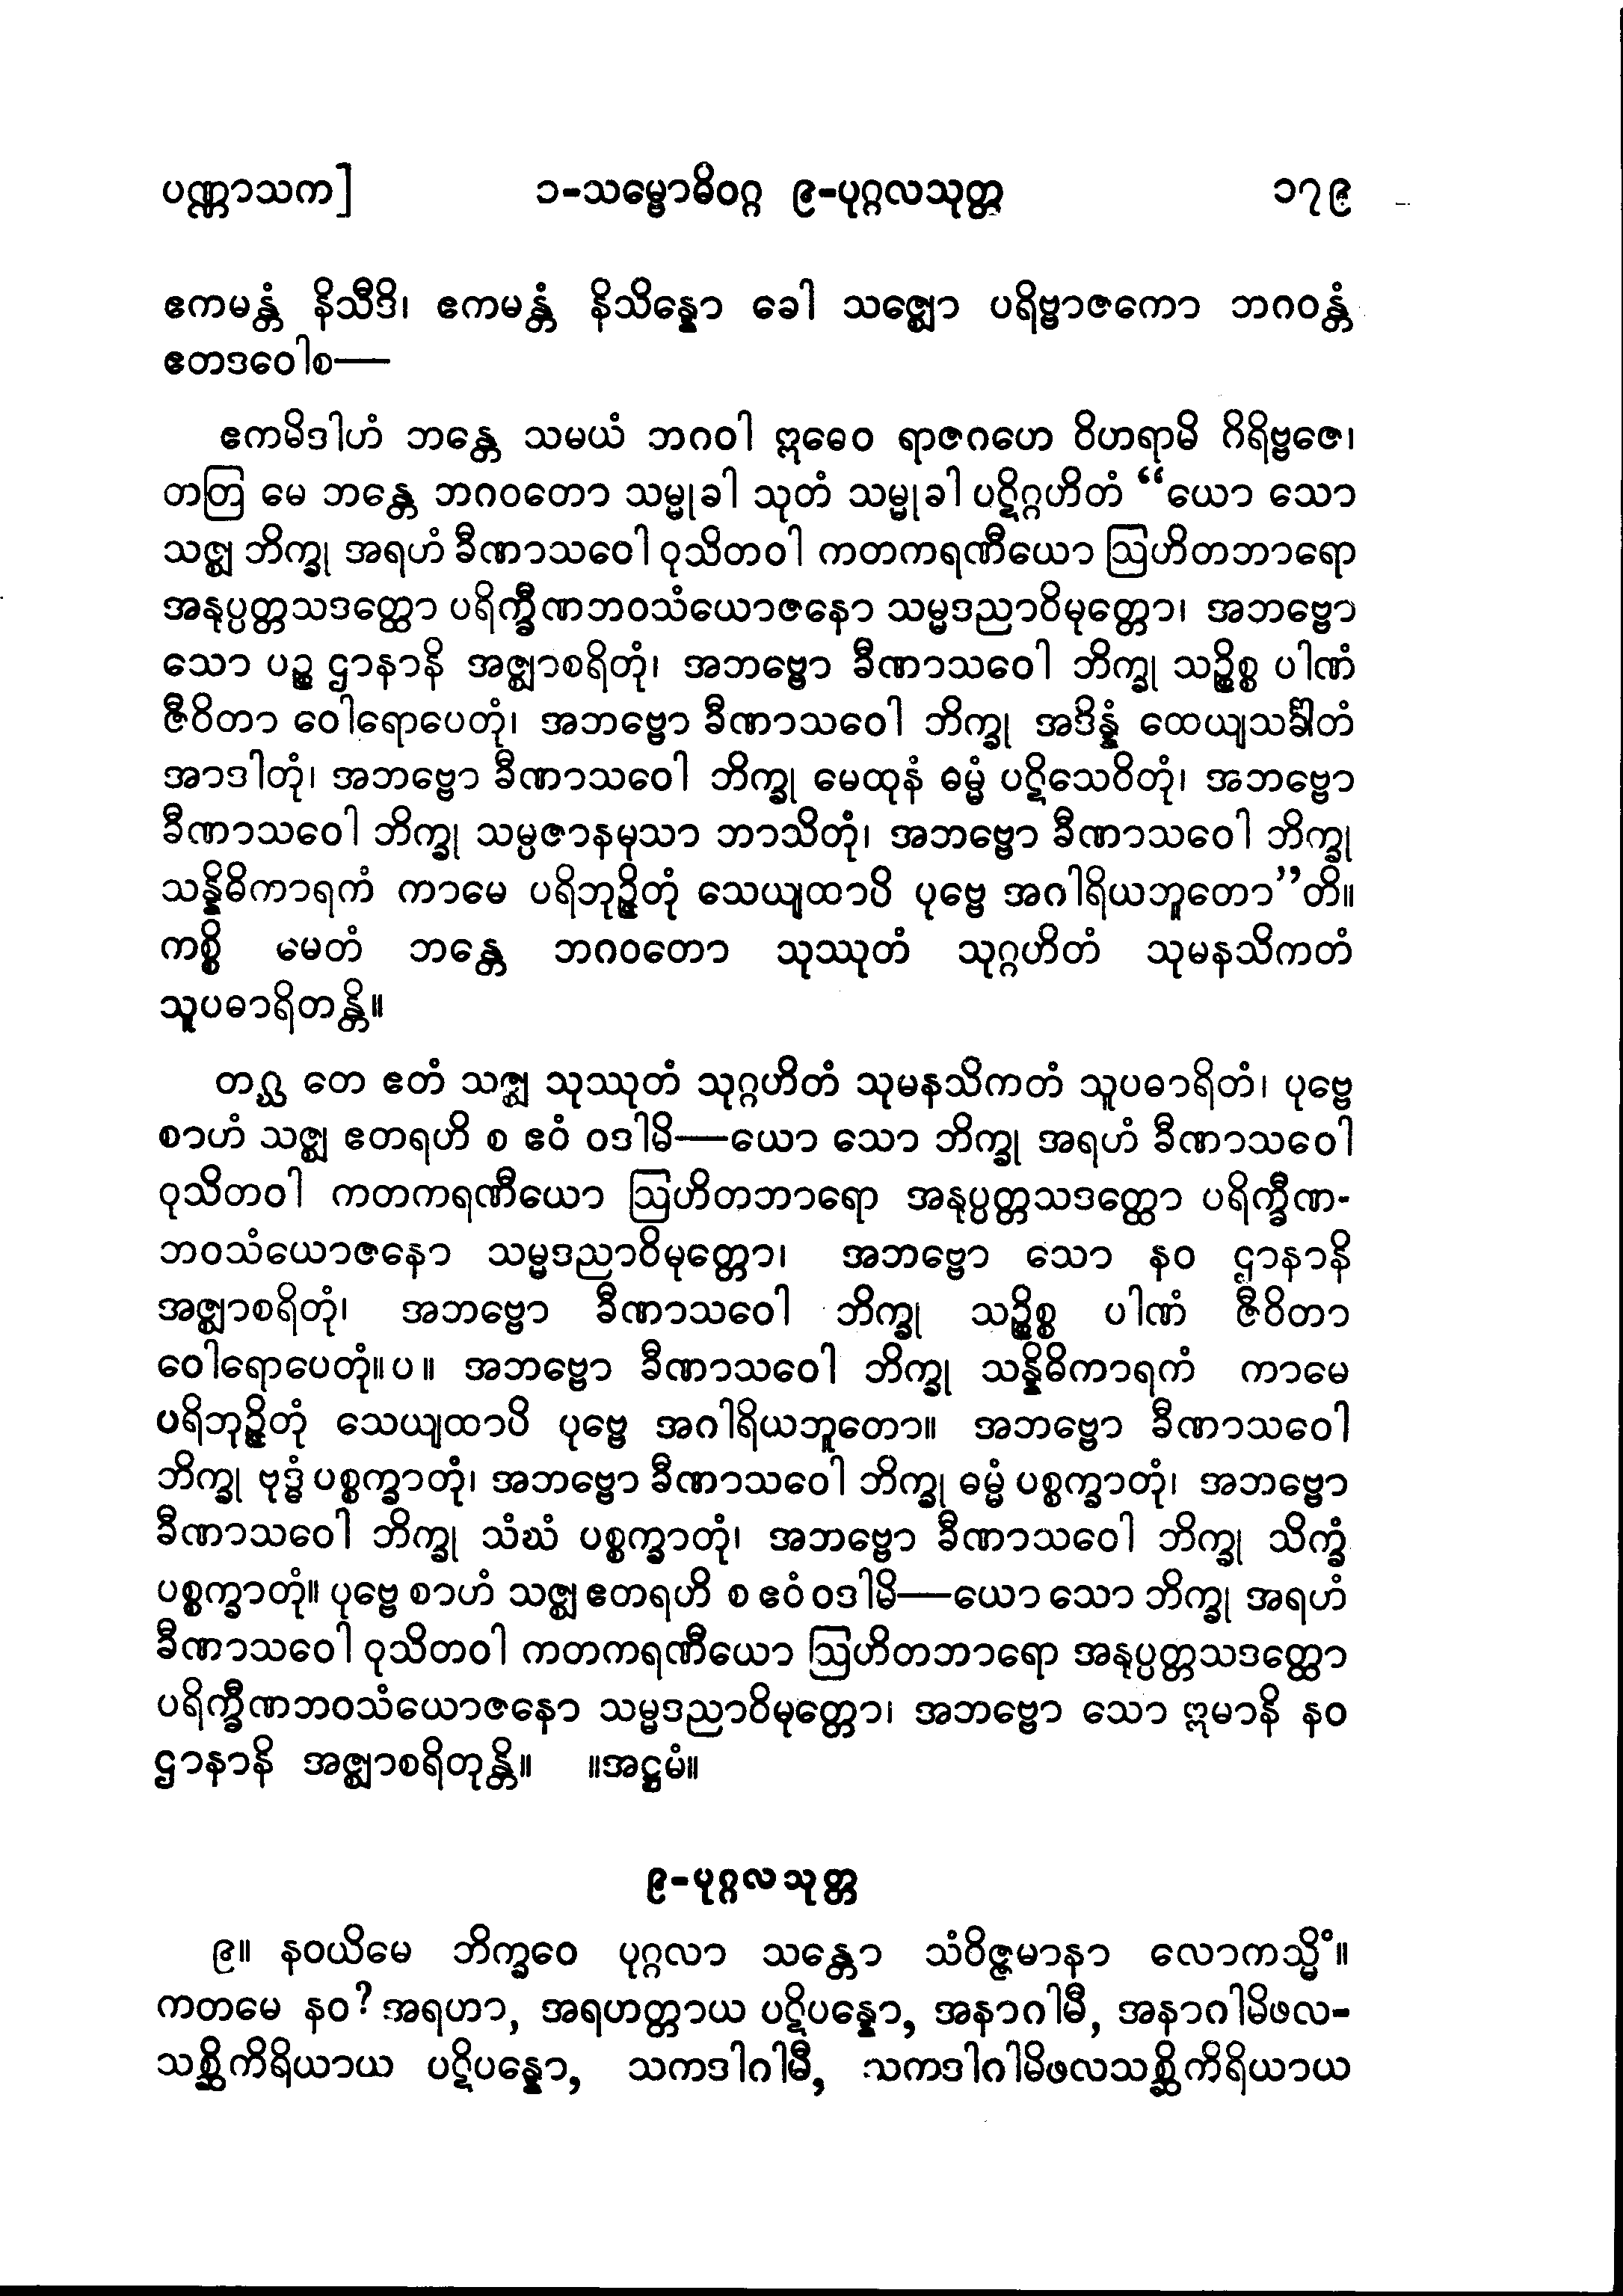 ပဏ္ဏာသက] ၁-သမ္ဗောဓိဝဂ္ဂ ၉-ပုဂ္ဂလသုတ္တ ၁၇၉
ဧကမန္တံ နိသီဒိ၊ ဧကမန္တံ နိသိန္နော ခေါ သဇ္ဈော ပရိဗ္ဗာဇကော ဘဂဝန္တံ
ဧတဒဝေါစ—
ဧကမိဒါဟံ ဘန္တေ သမယံ ဘဂဝါ ဣဓေဝ ရာဇဂဟေ ဝိဟရာမိ ဂိရိဗ္ဗဇေ၊
တတြ မေ ဘန္တေ ဘဂဝတော သမ္မုခါ သုတံ သမ္မုခါ ပဋိဂ္ဂဟိတံ “ယော သော
သဇ္ဈ ဘိက္ခု အရဟံ ခီဏာသဝေါ ဝုသိတဝါ ကတကရဏီယော ဩဟိတဘာရော
အနုပ္ပတ္တသဒတ္ထော ပရိက္ခီဏဘဝသံယောဇနော သမ္မဒညာဝိမုတ္တော၊ အဘဗ္ဗော
သော ပဉ္စ ဌာနာနိ အဇ္ဈာစရိတုံ၊ အဘဗ္ဗော ခီဏာသဝေါ ဘိက္ခု သဉ္စိစ္စ ပါဏံ
ဇီဝိတာ ဝေါရောပေတုံ၊ အဘဗ္ဗော ခီဏာသဝေါ ဘိက္ခု အဒိန္နံ ထေယျသင်္ခါတံ
အာဒါတုံ၊ အဘဗ္ဗော ခီဏာသဝေါ ဘိက္ခု မေထုနံ ဓမ္မံ ပဋိသေဝိတုံ၊ အဘဗ္ဗော
ခီဏာသဝေါ ဘိက္ခု သမ္ပဇာနမုသာ ဘာသိတုံ၊ အဘဗ္ဗော ခီဏာသဝေါ ဘိက္ခု
သန္နိဓိကာရကံ ကာမေ ပရိဘုဉ္ဇိတုံ သေယျထာပိ ပုဗ္ဗေ အဂါရိယဘူတော”တိ။
ကစ္စိ မေတံ ဘန္တေ ဘဂဝတော သုဿုတံ သုဂ္ဂဟိတံ သုမနသိကတံ
သူပဓာရိတန္တိ။
တဂ္ဃ တေ ဧတံ သဇ္ဈ သုဿုတံ သုဂ္ဂဟိတံ သုမနသိကတံ သူပဓာရိတံ၊ ပုဗ္ဗေ
စာဟံ သဇ္ဈ ဧတရဟိ စ ဧဝံ ဝဒါမိ—ယော သော ဘိက္ခု အရဟံ ခီဏာသဝေါ
ဝုသိတဝါ ကတကရဏီယော ဩဟိတဘာရော အနုပ္ပတ္တသဒတ္ထော ပရိက္ခီဏ-
ဘဝသံယောဇနော သမ္မဒညာဝိမုတ္တော၊ အဘဗ္ဗော သော နဝ ဌာနာနိ
အဇ္ဈာစရိတုံ၊ အဘဗ္ဗော ခီဏာသဝေါ ဘိက္ခု သဉ္စိစ္စ ပါဏံ ဇီဝိတာ
ဝေါရောပေတုံ။ပ။ အဘဗ္ဗော ခီဏာသဝေါ ဘိက္ခု သန္နိဓိကာရကံ ကာမေ
ပရိဘုဉ္ဇိတုံ သေယျထာပိ ပုဗ္ဗေ အဂါရိယဘူတော။ အဘဗ္ဗော ခီဏာသဝေါ
ဘိက္ခု ဗုဒ္ဓံ ပစ္စက္ခာတုံ၊ အဘဗ္ဗော ခီဏာသဝေါ ဘိက္ခု ဓမ္မံ ပစ္စက္ခာတုံ၊ အဘဗ္ဗော
ခီဏာသဝေါ ဘိက္ခု သံဃံ ပစ္စက္ခာတုံ၊ အဘဗ္ဗော ခီဏာသဝေါ ဘိက္ခု သိက္ခံ
ပစ္စက္ခာတုံ။ ပုဗ္ဗေ စာဟံ သဇ္ဈ ဧတရဟိ စ ဧဝံ ဝဒါမိ—ယော သော ဘိက္ခု အရဟံ
ခီဏာသဝေါ ဝုသိတဝါ ကတကရဏီယော ဩဟိတဘာရော အနုပ္ပတ္တသဒတ္ထော
ပရိက္ခီဏဘဝသံယောဇနော သမ္မဒညာဝိမုတ္တော၊ အဘဗ္ဗော သော ဣမာနိ နဝ
ဌာနာနိ အဇ္ဈာစရိတုန္တိ။ ။အဋ္ဌမံ။
၉-ပုဂ္ဂလသုတ္တ
၉။ နဝယိမေ ဘိက္ခဝေ ပုဂ္ဂလာ သန္တော သံဝိဇ္ဇမာနာ လောကသ္မိံ။
ကတမေ နဝ? အရဟာ, အရဟတ္တာယ ပဋိပန္နော, အနာဂါမီ, အနာဂါမိဖလ-
သစ္ဆိကိရိယာယ ပဋိပန္နော, သကဒါဂါမီ, သကဒါဂါမိဖလသစ္ဆိကိရိယာယ